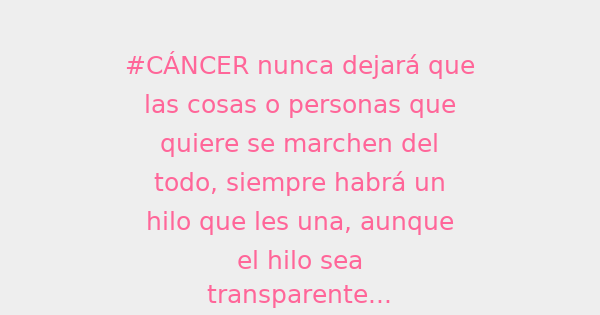 #CÁNCER nunca dejará que
las cosas o personas que
quiere se marchen del
todo, siempre habrá un
hilo que les una, aunque
el hilo sea
transparente...